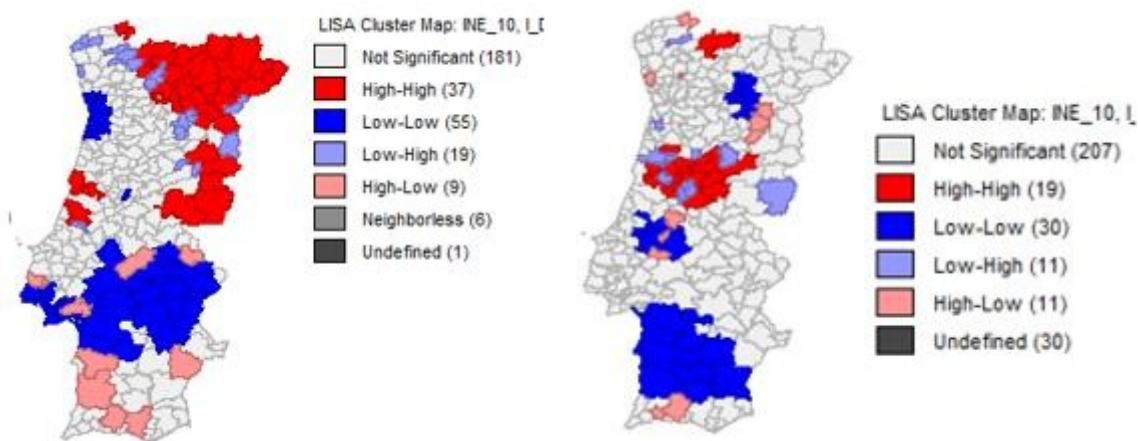 LISA Cluster Map: INE_10, I_D
Not Significant (181)
High-High (37)
Low-Low (55)
Low-High (19)
High-Low (9)
Neighborless (6)
Undefined (1)
LISA Cluster Map: INE_10, I_
Not Significant (207)
High-High (19)
Low-Low (30)
Low-High (11)
High-Low (11)
Undefined (30)